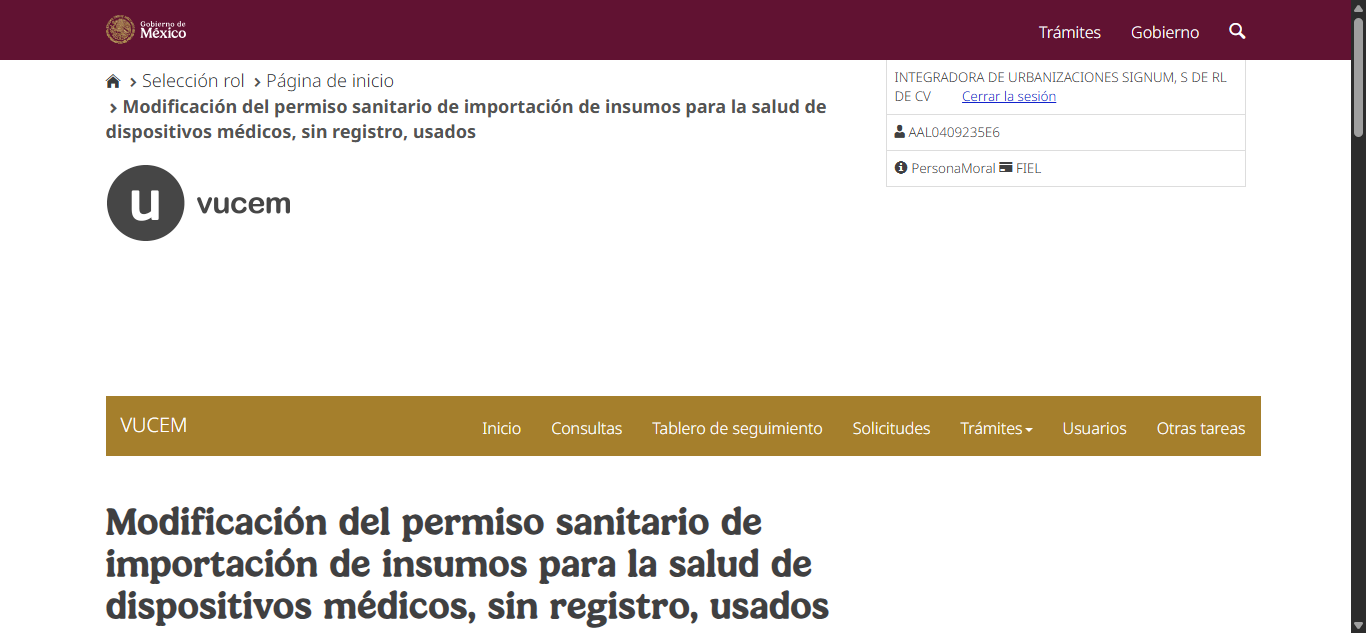 Gobierno de
México
Trámites
Gobierno
Selección rol
Página de inicio
Modificación del permiso sanitario de importación de insumos para la salud de
dispositivos médicos, sin registro, usados
INTEGRADORA DE URBANIZACIONES SIGNUM, S DE RL
DE CV Cerrar la sesión
AAL0409235E6
PersonaMoral FIEL
u vucem
VUCEM
Inicio
Consultas
Tablero de seguimiento
Solicitudes
Trámites
Usuarios
Otras tareas
Modificación del permiso sanitario de
importación de insumos para la salud de
dispositivos médicos, sin registro, usados